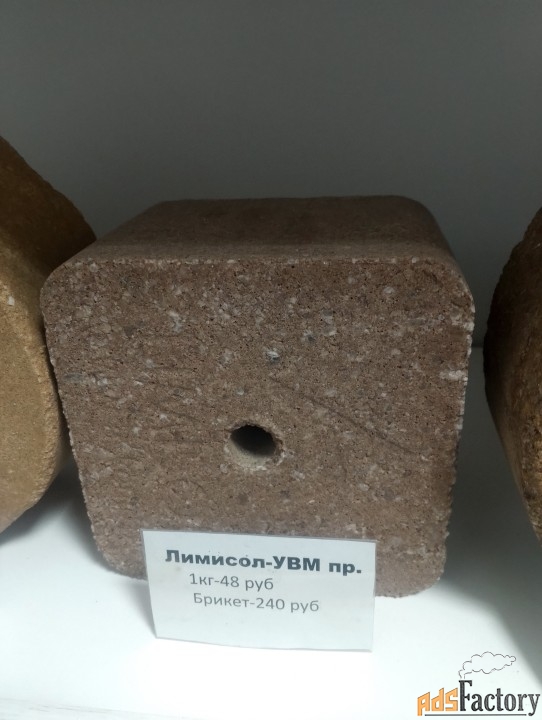 Лимисол-УВМ пр.
1кг-48 руб
Брикет-240 руб
AdsFactory